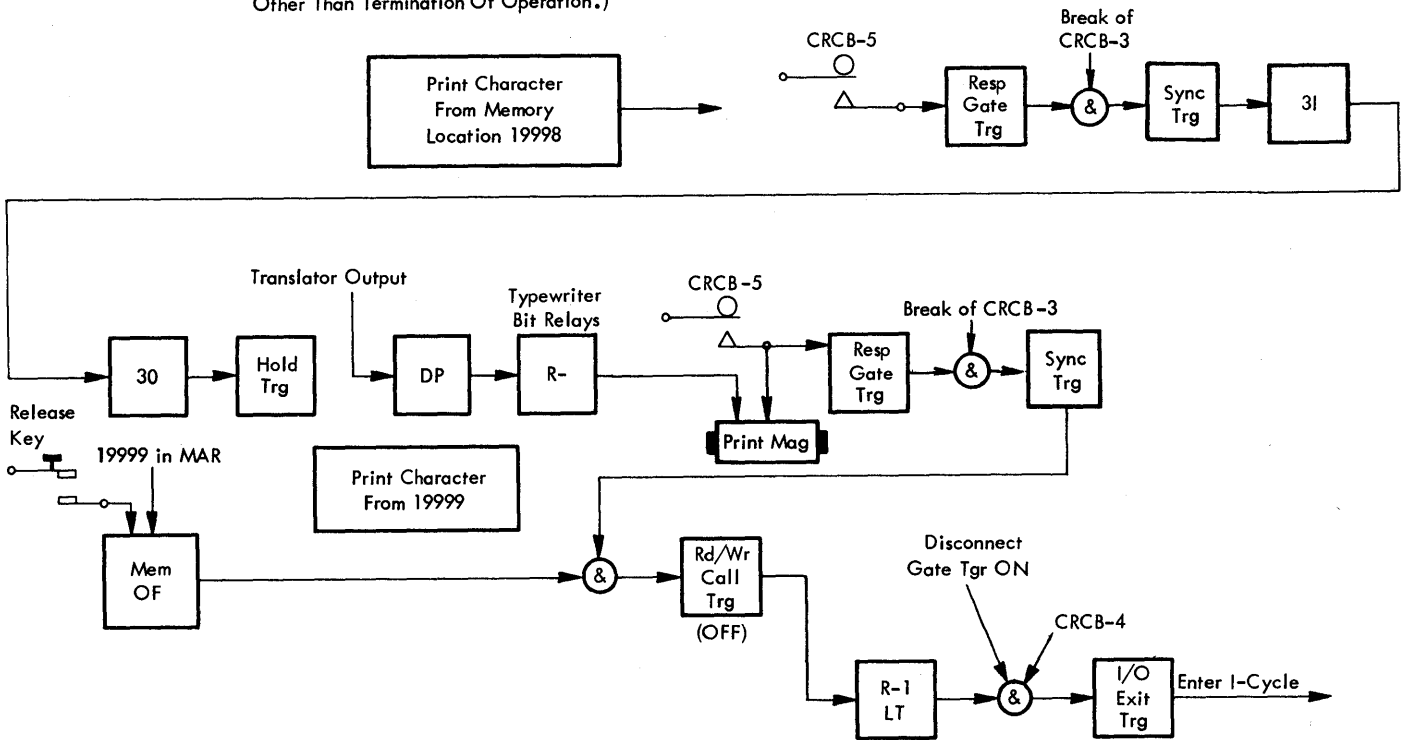 Other Than Termination Of Operation.)
Break of
CRCB-3
CRCB-5
Print Character
From Memory
Location 19998
Resp
Gate
Trg
&
Sync
Trg
31
Translator Output
Typewriter
Bit Relays
CRCB-5
Break of CRCB-3
30
Hold
Trg
DP
R-
Resp
Gate
Trg
&
Sync
Trg
Print Mag
Release
Key
19999 in MAR
Print Character
From 19999
Mem
OF
&
Rd/Wr
Call
Trg
(OFF)
Disconnect
Gate Tgr ON
CRCB-4
R-1
LT
&
I/O
Exit
Trg
Enter I-Cycle